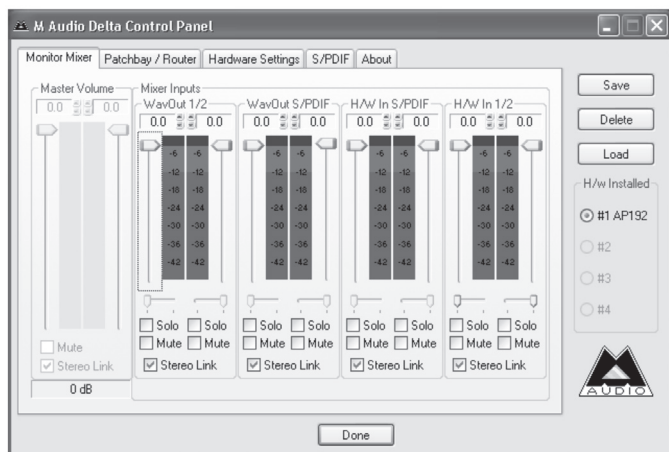 M Audio Delta Control Panel
Monitor Mixer Patchbay / Router Hardware Settings S/PDIF About
Master Volume
0.0 0.0
Mute
Stereo Link
0 dB
Mixer Inputs
WavOut 1/2 WavOut S/PDIF H/W In S/PDIF H/W In 1/2
0.0 0.0 0.0 0.0 0.0 0.0 0.0 0.0
-6 -6 -6 -6 -6 -6 -6 -6
-12 -12 -12 -12 -12 -12 -12 -12
-18 -18 -18 -18 -18 -18 -18 -18
-24 -24 -24 -24 -24 -24 -24 -24
-30 -30 -30 -30 -30 -30 -30 -30
-36 -36 -36 -36 -36 -36 -36 -36
-42 -42 -42 -42 -42 -42 -42 -42
Solo Solo Solo Solo Solo Solo Solo Solo
Mute Mute Mute Mute Mute Mute Mute Mute
Stereo Link Stereo Link Stereo Link Stereo Link
Save
Delete
Load
H/w Installed
#1 AP192
#2
#3
#4
M
AUDIO
Done